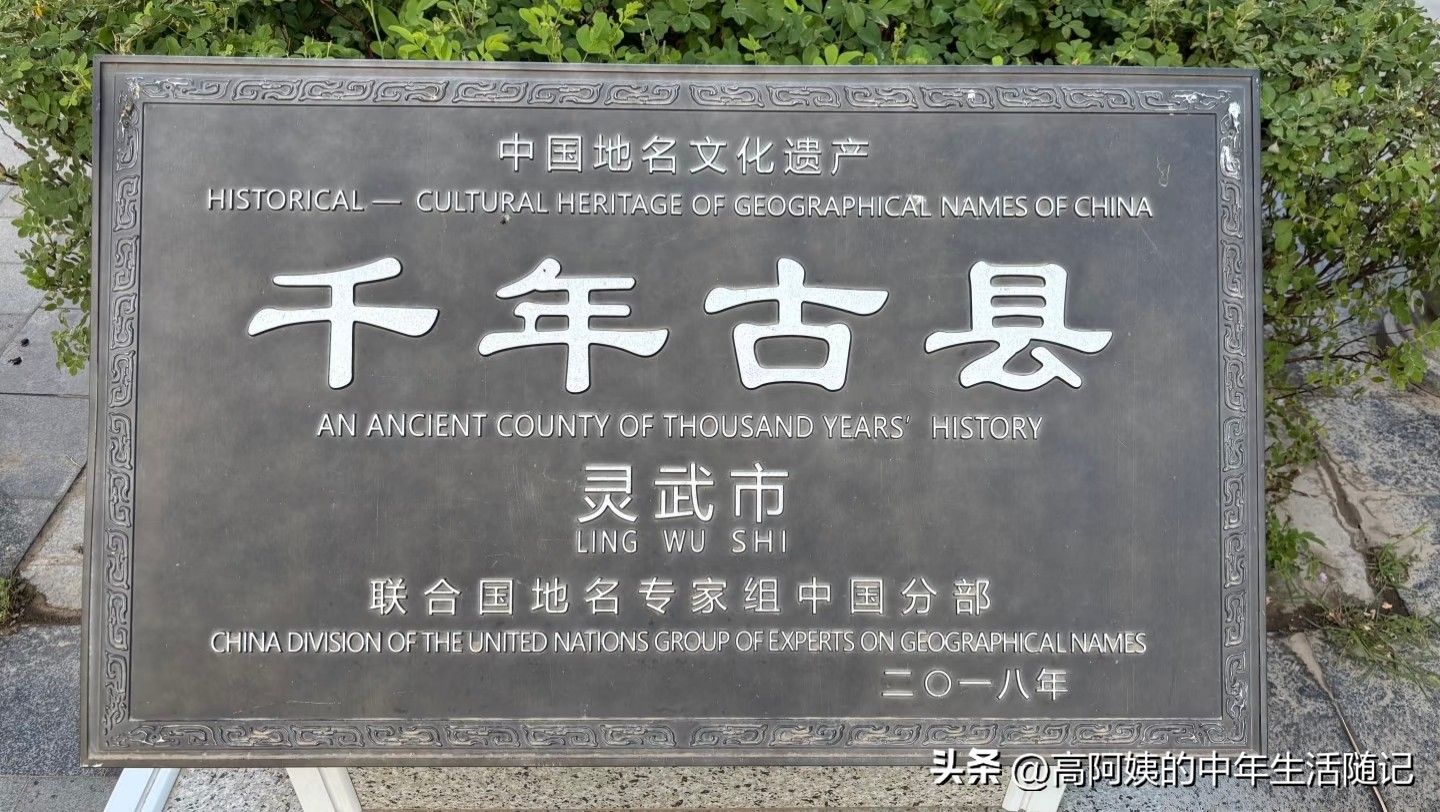 中国地名文化遗产
HISTORICAL — CULTURAL HERITAGE OF GEOGRAPHICAL NAMES OF CHINA
千年古县
AN ANCIENT COUNTY OF THOUSAND YEARS' HISTORY
灵武市
LING WU SHI
联合国地名专家组中国分部
CHINA DIVISION OF THE UNITED NATIONS GROUP OF EXPERTS ON GEOGRAPHICAL NAMES
二〇一八年
头条 @高阿姨的中年生活随记